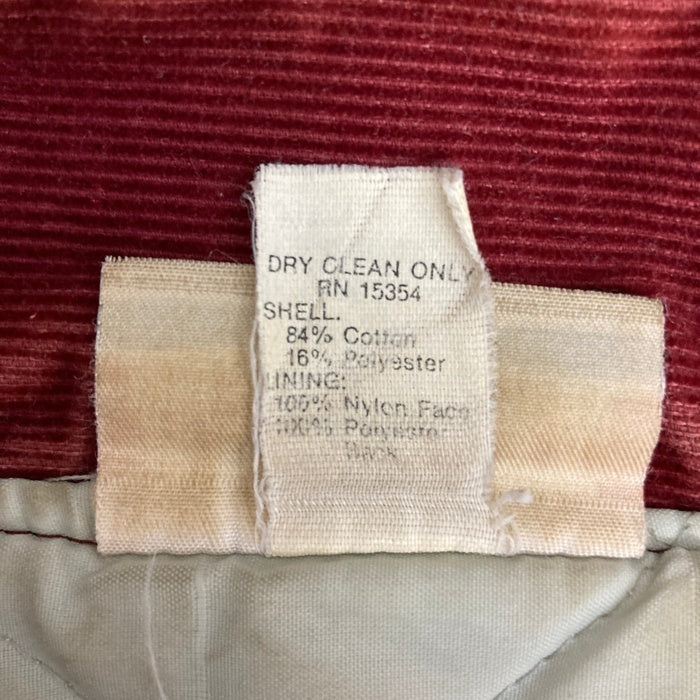 DRY CLEAN ONLY
RN 15354
SHELL.
84% Cotton
16% Polyester
LINING:
100% Nylon Face
100% Polyester
Back